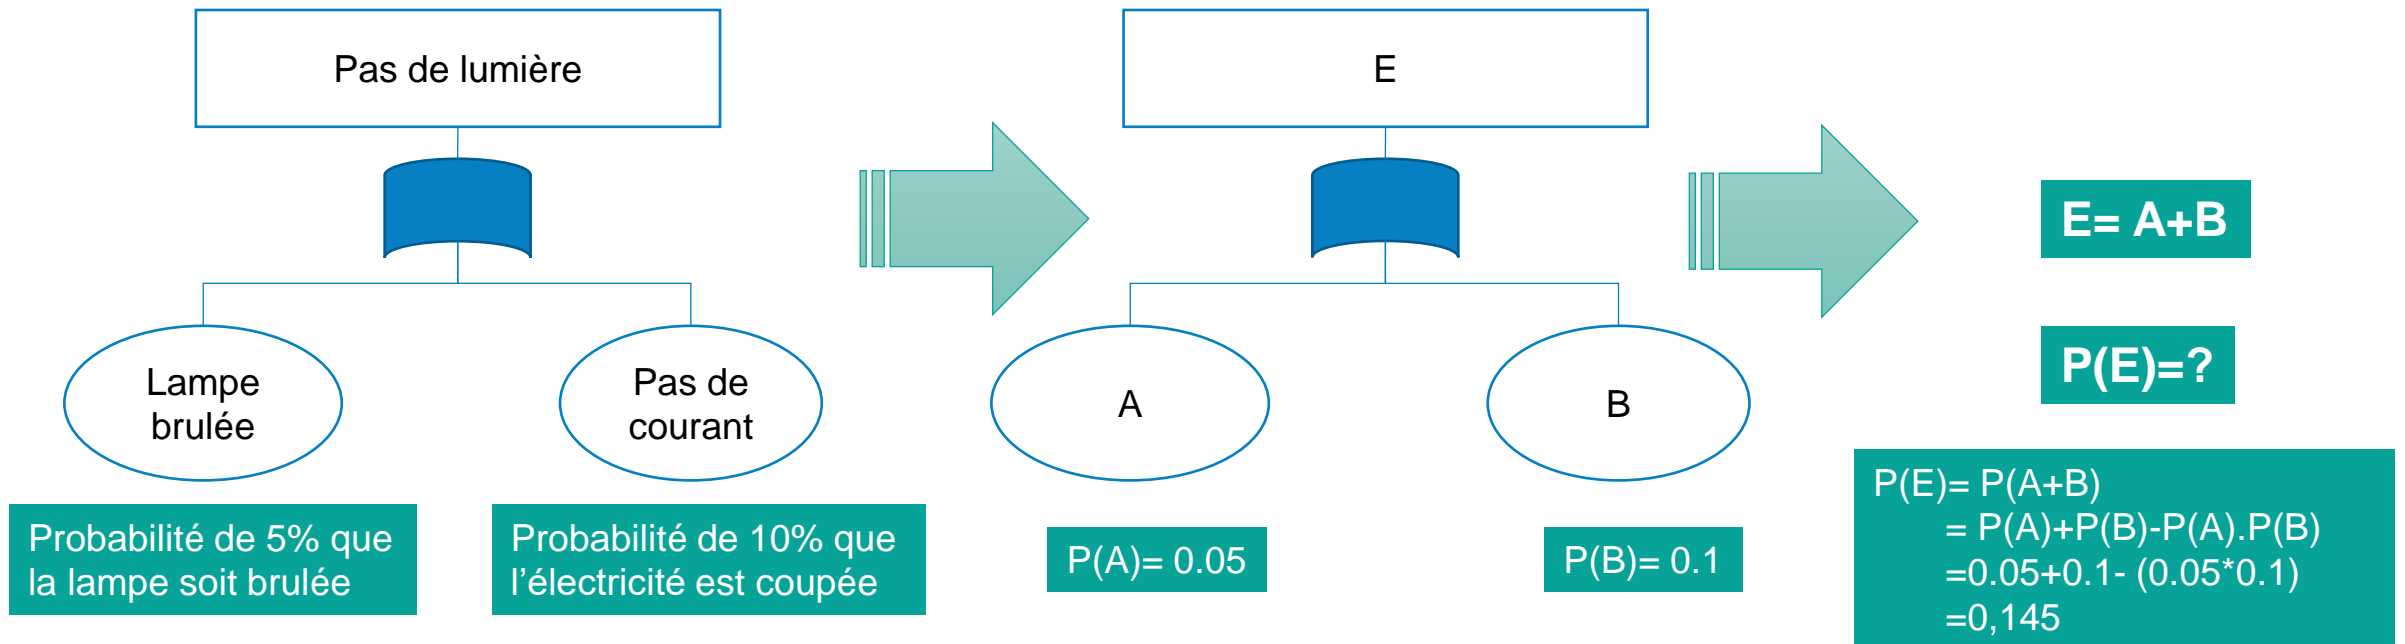 Pas de lumière
Lampe
brulée
Pas de
courant
Probabilité de 5% que
la lampe soit brulée
Probabilité de 10% que
l’électricité est coupée
E
A
B
P(A)= 0.05
P(B)= 0.1
E= A+B
P(E)=?
P(E)= P(A+B)
= P(A)+P(B)-P(A).P(B)
=0.05+0.1- (0.05*0.1)
=0,145